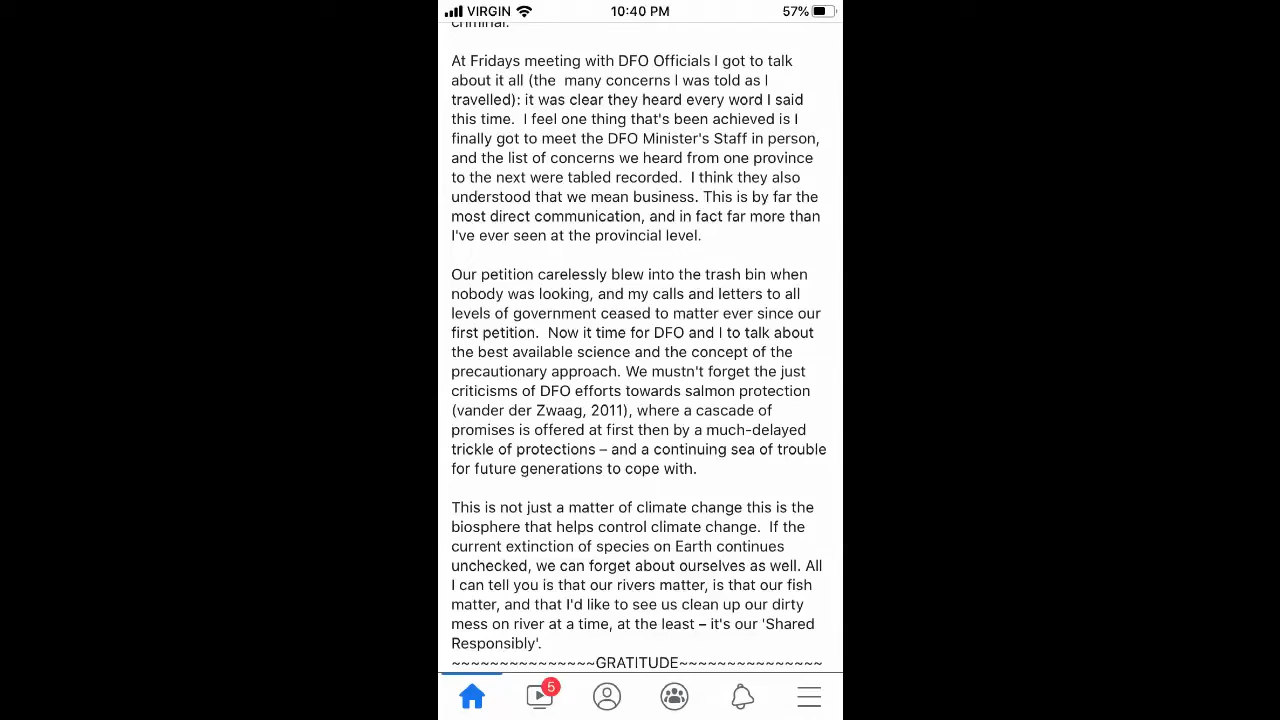 VIRGIN
10:40 PM
57%
criminal.
At Fridays meeting with DFO Officials I got to talk
about it all (the  many concerns I was told as I
travelled): it was clear they heard every word I said
this time.  I feel one thing that's been achieved is I
finally got to meet the DFO Minister's Staff in person,
and the list of concerns we heard from one province
to the next were tabled recorded.  I think they also
understood that we mean business. This is by far the
most direct communication, and in fact far more than
I've ever seen at the provincial level.
Our petition carelessly blew into the trash bin when
nobody was looking, and my calls and letters to all
levels of government ceased to matter ever since our
first petition.  Now it time for DFO and I to talk about
the best available science and the concept of the
precautionary approach. We mustn't forget the just
criticisms of DFO efforts towards salmon protection
(vander der Zwaag, 2011), where a cascade of
promises is offered at first then by a much-delayed
trickle of protections – and a continuing sea of trouble
for future generations to cope with.
This is not just a matter of climate change this is the
biosphere that helps control climate change.  If the
current extinction of species on Earth continues
unchecked, we can forget about ourselves as well. All
I can tell you is that our rivers matter, is that our fish
matter, and that I'd like to see us clean up our dirty
mess on river at a time, at the least – it's our 'Shared
Responsibly'.
~~~~~~~~~~~~~~~GRATITUDE~~~~~~~~~~~~~~~
5